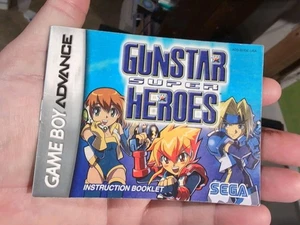 GAME BOY ADVANCE
GUNSTAR
SUPER
HEROES
INSTRUCTION BOOKLET
SEGA